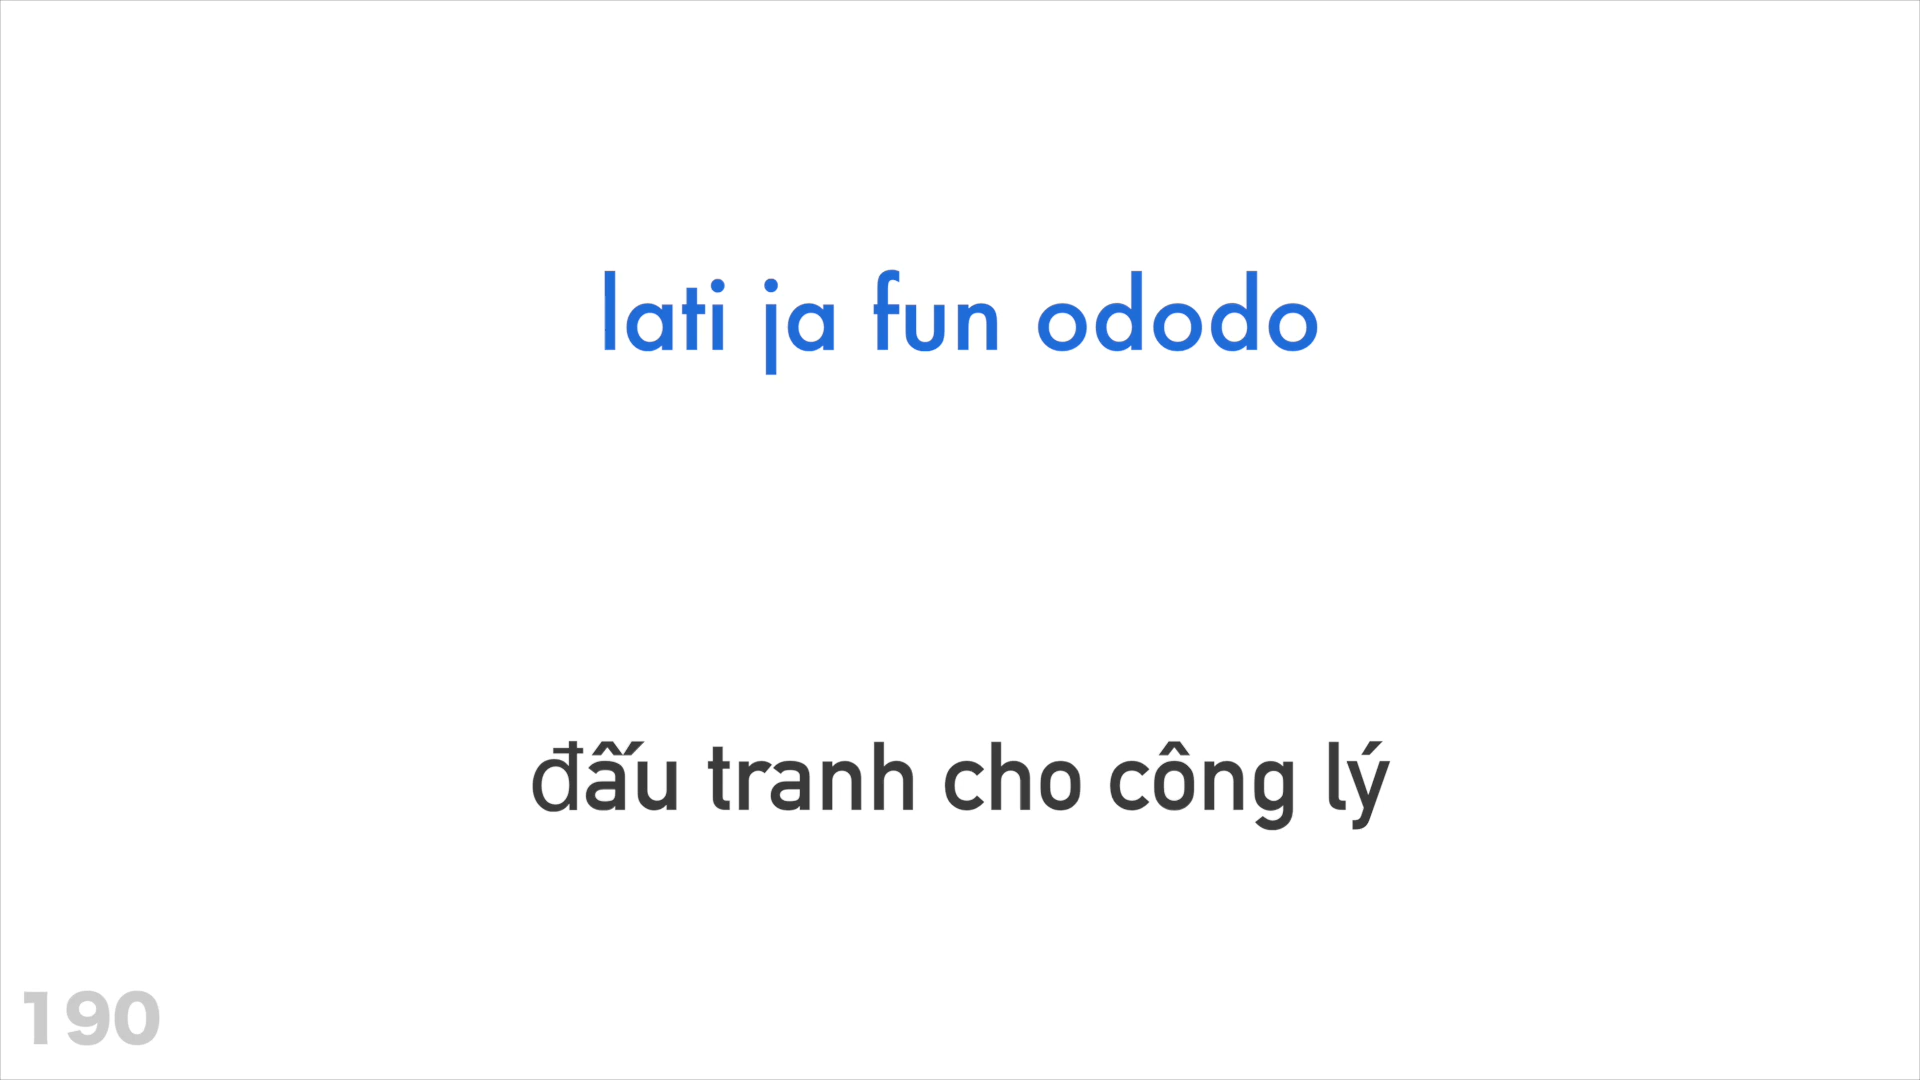 lati ja fun ododo
đấu tranh cho công lý
190